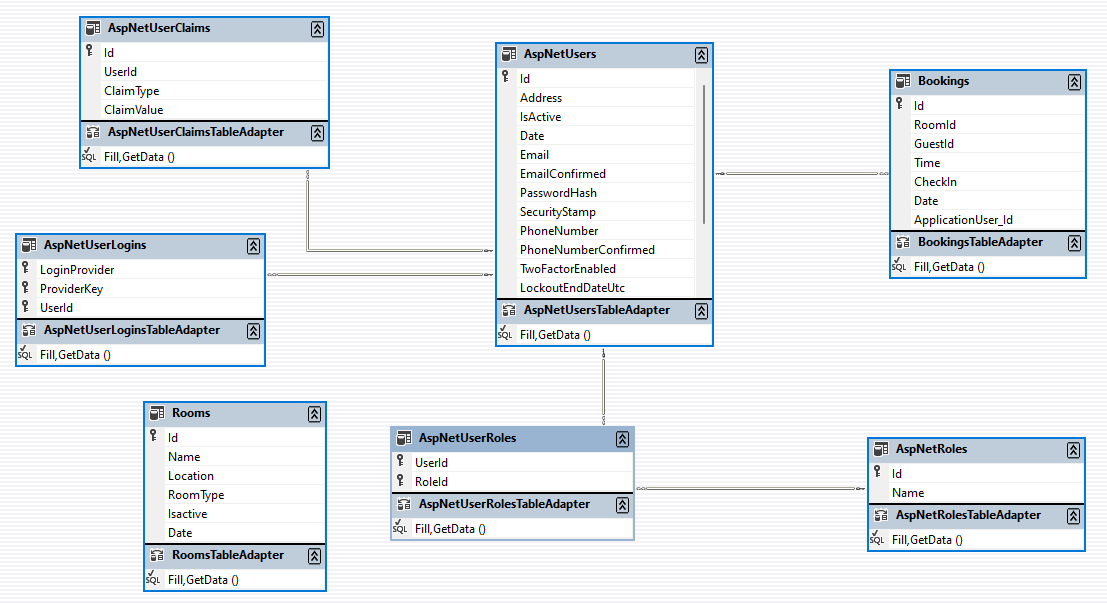 AspNetUserClaims
Id
UserId
ClaimType
ClaimValue
AspNetUserClaimsTableAdapter
SQL Fill,GetData ()
AspNetUsers
Id
Address
IsActive
Date
Email
EmailConfirmed
PasswordHash
SecurityStamp
PhoneNumber
PhoneNumberConfirmed
TwoFactorEnabled
LockoutEndDateUtc
AspNetUsersTableAdapter
SQL Fill,GetData ()
Bookings
Id
RoomId
GuestId
Time
CheckIn
Date
ApplicationUser_Id
BookingsTableAdapter
SQL Fill,GetData ()
AspNetUserLogins
LoginProvider
ProviderKey
UserId
AspNetUserLoginsTableAdapter
SQL Fill,GetData ()
Rooms
Id
Name
Location
RoomType
Isactive
Date
RoomsTableAdapter
SQL Fill,GetData ()
AspNetUserRoles
UserId
RoleId
AspNetUserRolesTableAdapter
SQL Fill,GetData ()
AspNetRoles
Id
Name
AspNetRolesTableAdapter
SQL Fill,GetData ()